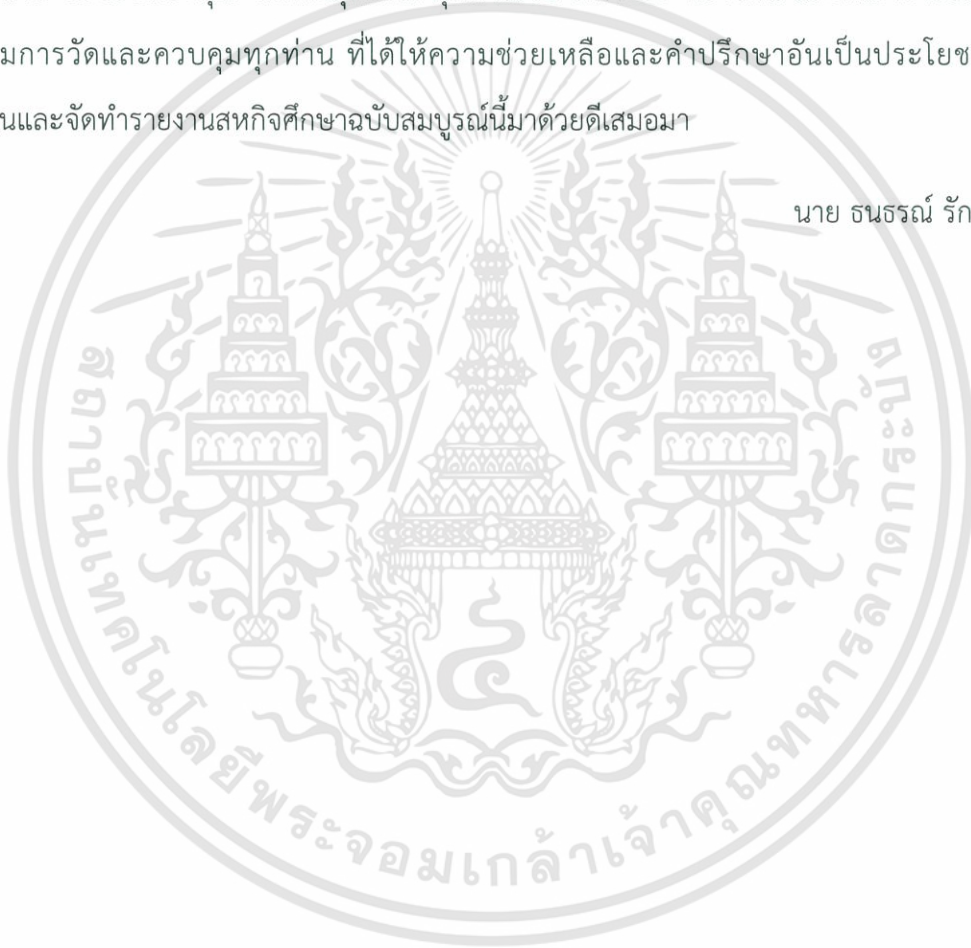 มการวัดและควบคุมทุกท่าน ที่ได้ให้ความช่วยเหลือและคำปรึกษาอันเป็นประโยช
นและจัดทำรายงานสหกิจศึกษาฉบับสมบูรณ์นี้มาด้วยดีเสมอมา
นาย ธนธรณ์ รัก
สถาบันเทคโนโลยีพระจอมเกล้าเจ้าคุณทหารลาดกระบัง
๔